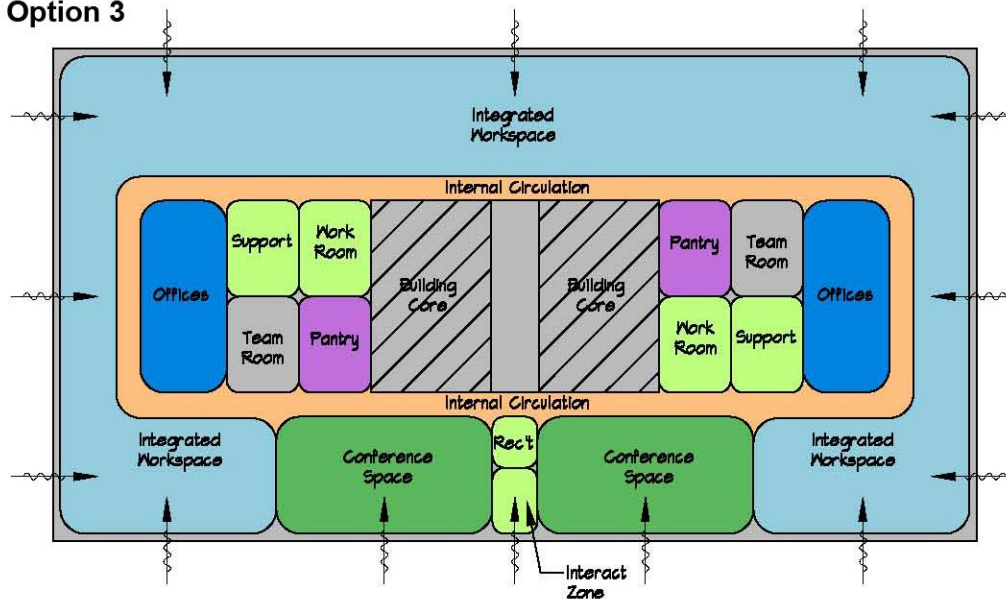 Option 3
Integrated
Workspace
Internal Circulation
Offices
Support
Work
Room
Team
Room
Pantry
Building
Core
Building
Core
Pantry
Team
Room
Work
Room
Support
Offices
Internal Circulation
Integrated
Workspace
Conference
Space
Rec't
Conference
Space
Integrated
Workspace
Interact
Zone